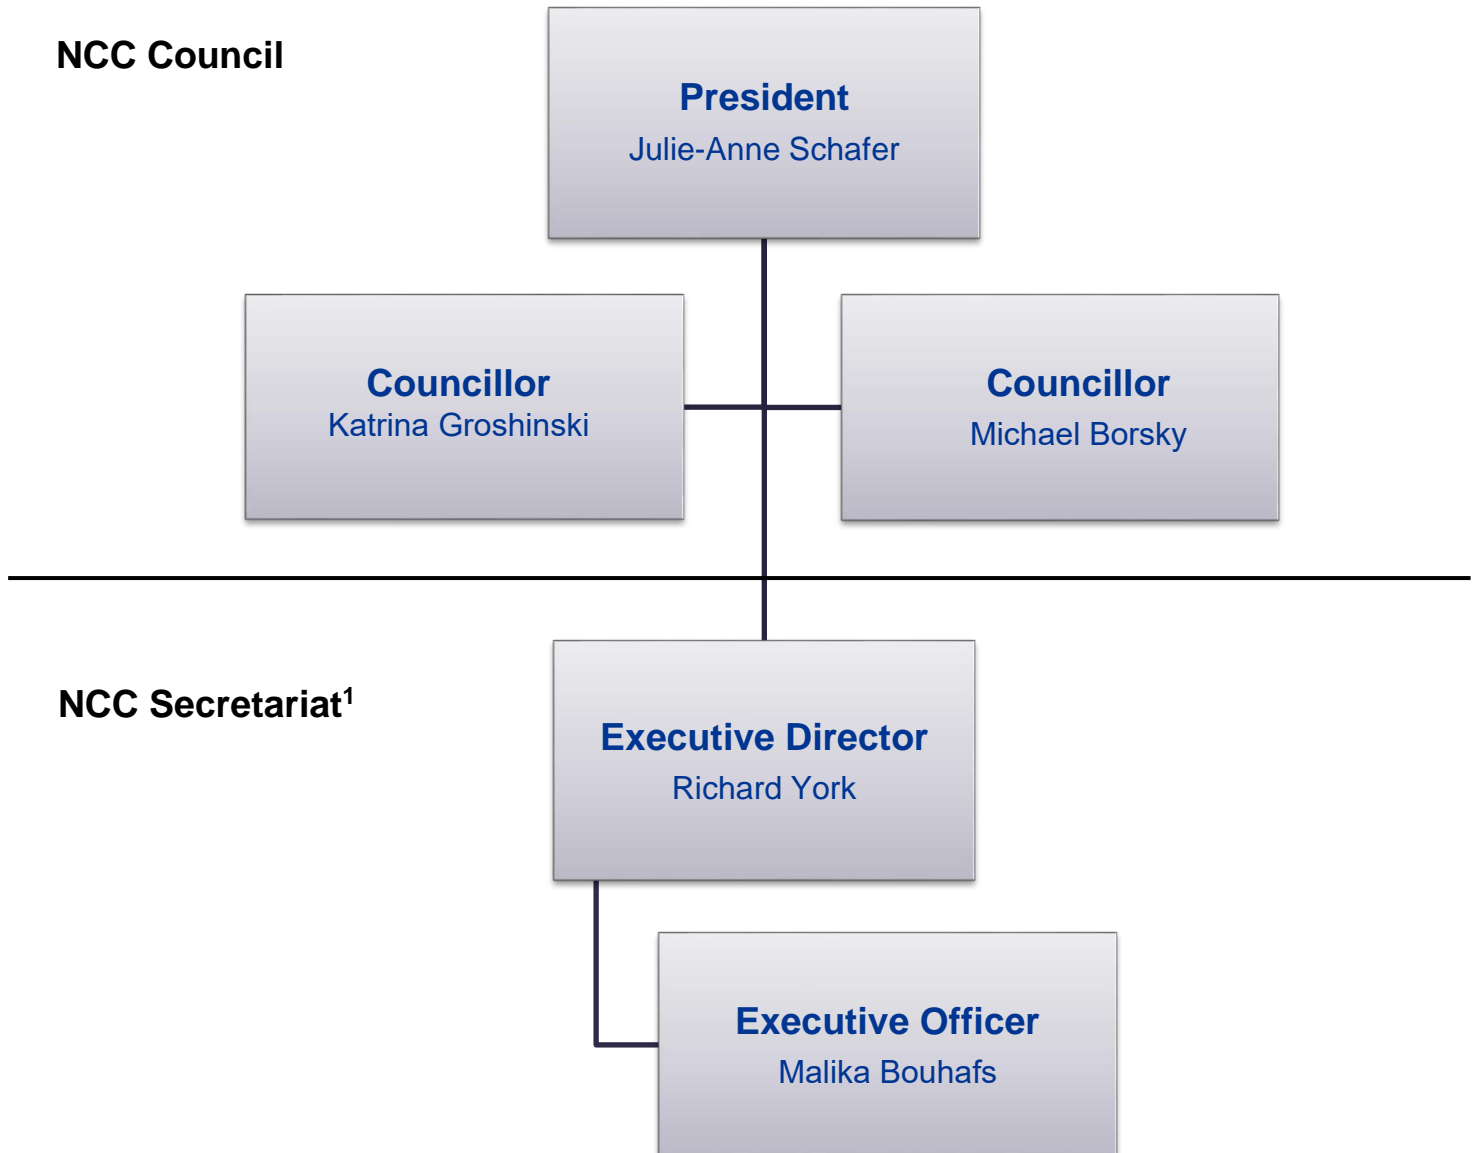 NCC Council
President
Julie-Anne Schafer
Councillor
Katrina Groshinski
Councillor
Michael Borsky
NCC Secretariat¹
Executive Director
Richard York
Executive Officer
Malika Bouhafs